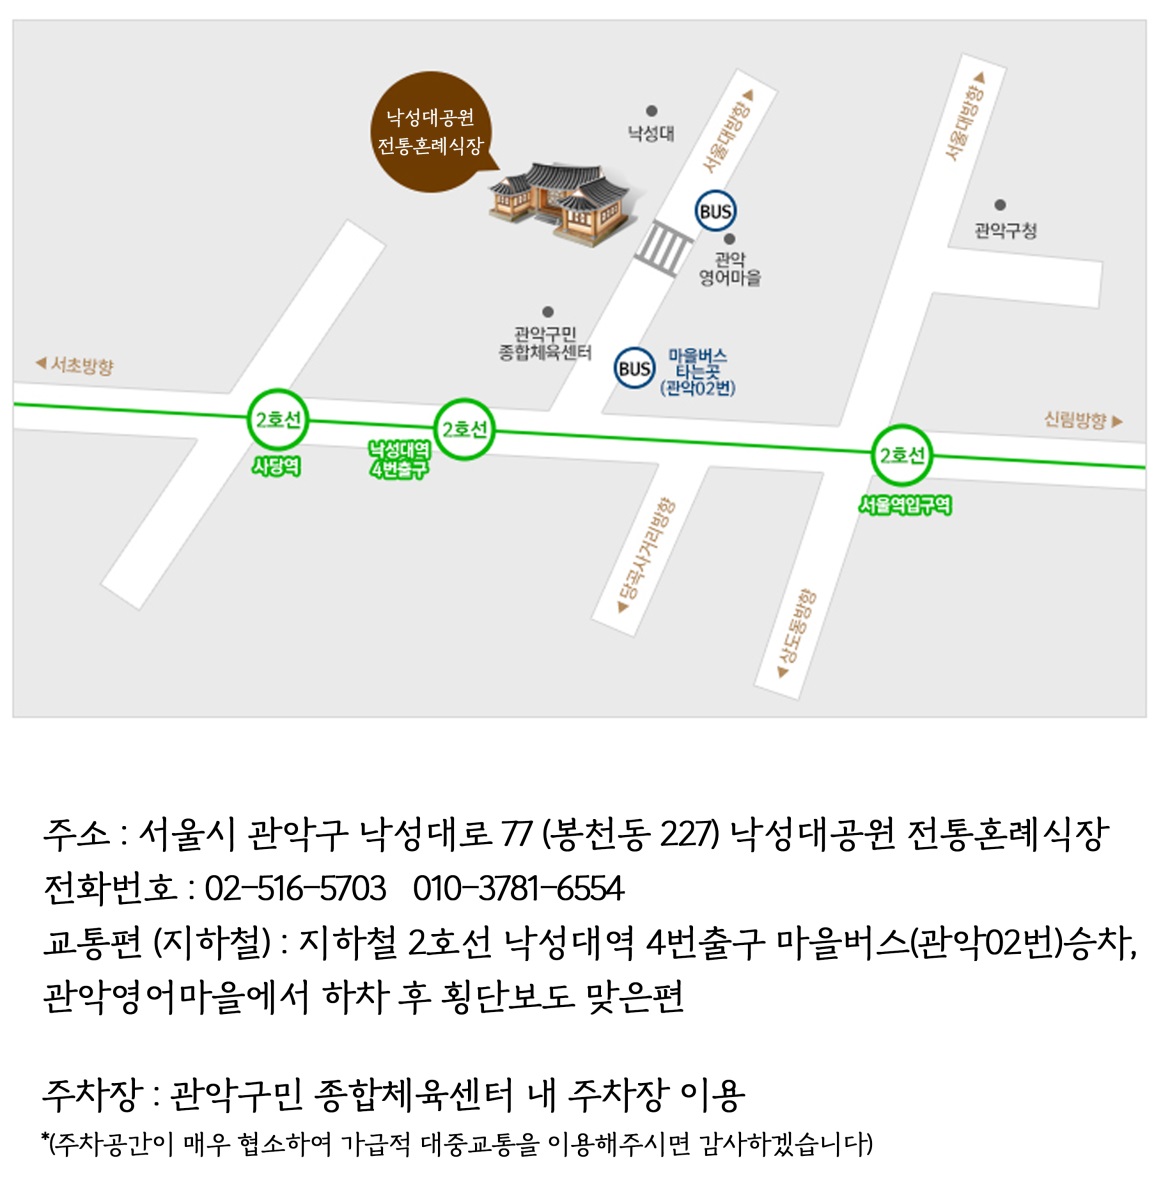 낙성대공원
전통혼례식장
낙성대
서울대방향
서울대방향
BUS
관악
영어마을
관악구청
관악구민
종합체육센터
BUS
마을버스
타는곳
(관악02번)
서초방향
신림방향
2호선
사당역
2호선
낙성대역
4번출구
2호선
서울역입구역
당곡사거리방향
상도동방향
주소 : 서울시 관악구 낙성대로 77 (봉천동 227) 낙성대공원 전통혼례식장
전화번호 : 02-516-5703 010-3781-6554
교통편 (지하철) : 지하철 2호선 낙성대역 4번출구 마을버스(관악02번)승차,
관악영어마을에서 하차 후 횡단보도 맞은편
주차장 : 관악구민 종합체육센터 내 주차장 이용
*(주차공간이 매우 협소하여 가급적 대중교통을 이용해주시면 감사하겠습니다)